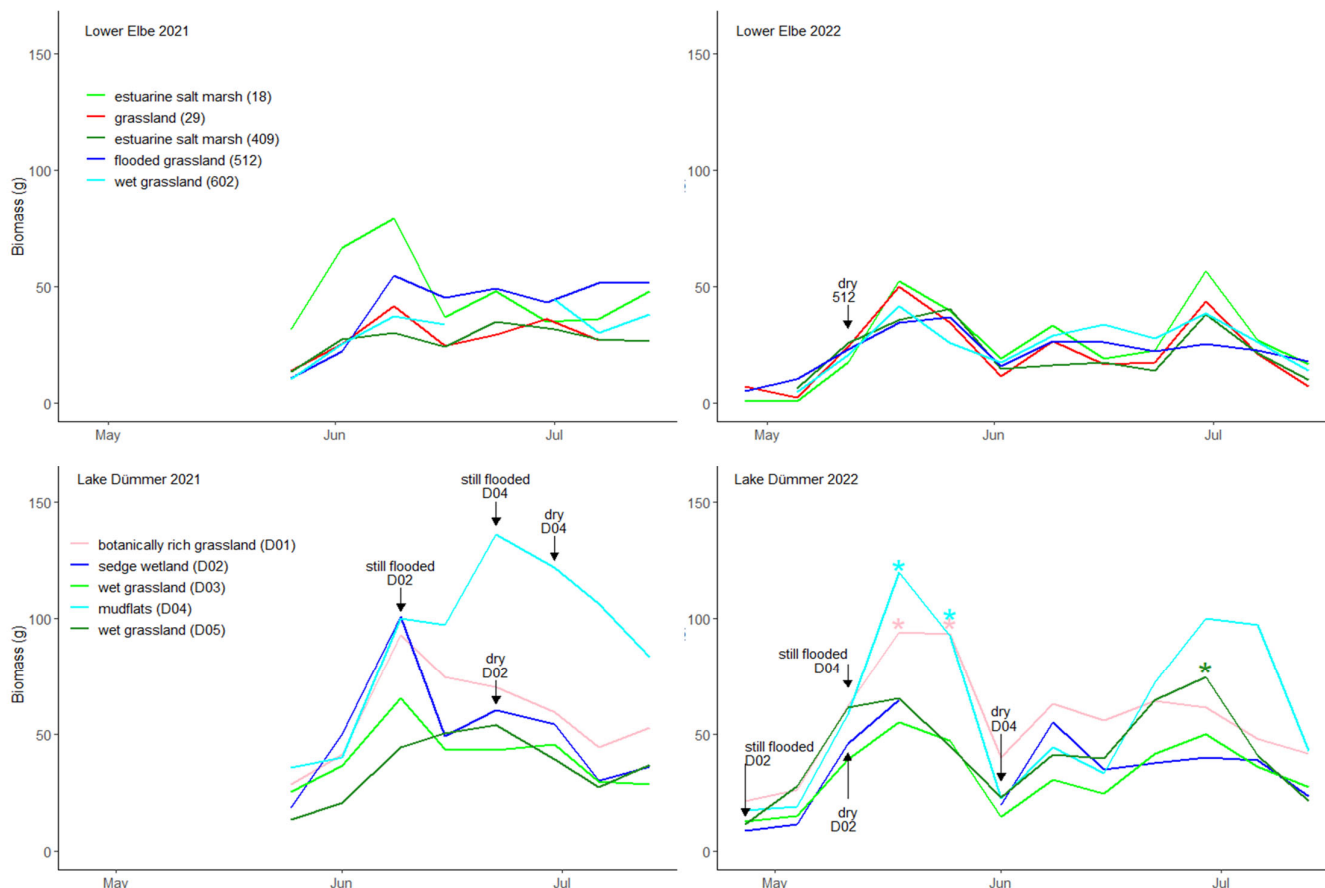 Lower Elbe 2021
150
100
50
0
Biomass (g)
estuarine salt marsh (18)
grassland (29)
estuarine salt marsh (409)
flooded grassland (512)
wet grassland (602)
May
Jun
Jul
Lower Elbe 2022
150
100
50
0
dry
512
May
Jun
Jul
Lake Dümmer 2021
150
100
50
0
Biomass (g)
botanically rich grassland (D01)
sedge wetland (D02)
wet grassland (D03)
mudflats (D04)
wet grassland (D05)
still flooded
D02
still flooded
D04
dry
D04
dry
D02
May
Jun
Jul
Lake Dümmer 2022
150
100
50
0
still flooded
D02
still flooded
D04
dry
D02
dry
D04
*
*
*
*
*
May
Jun
Jul